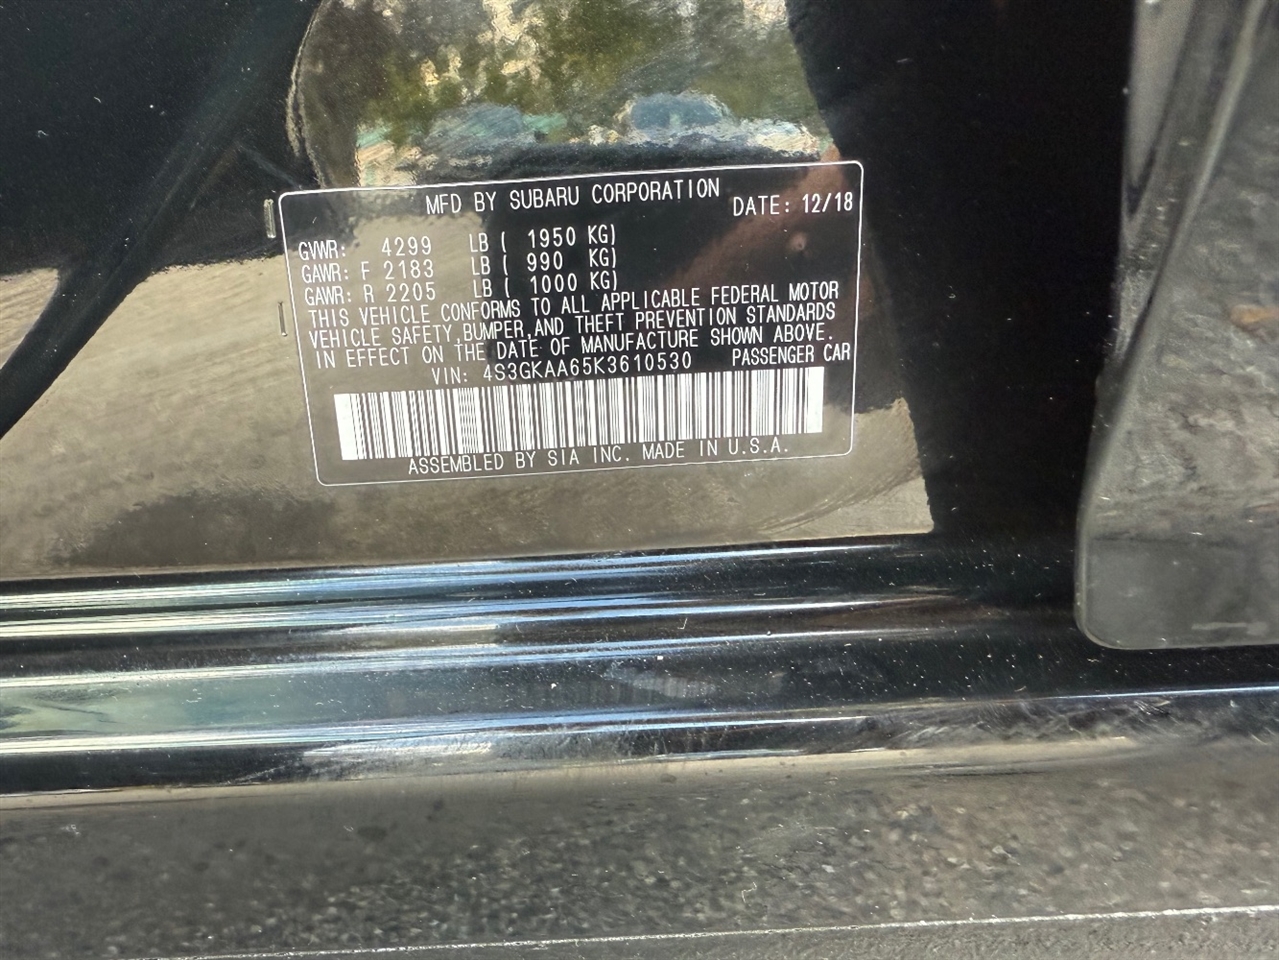 MFD BY SUBARU CORPORATION
DATE: 12/18
GVWR: 4299 LB ( 1950 KG)
GAWR: F 2183 LB ( 990 KG)
GAWR: R 2205 LB ( 1000 KG)
THIS VEHICLE CONFORMS TO ALL APPLICABLE FEDERAL MOTOR
VEHICLE SAFETY,BUMPER,AND THEFT PREVENTION STANDARDS
IN EFFECT ON THE DATE OF MANUFACTURE SHOWN ABOVE.
VIN: 4S3GKAA65K3610530 PASSENGER CAR
ASSEMBLED BY SIA INC. MADE IN U.S.A.